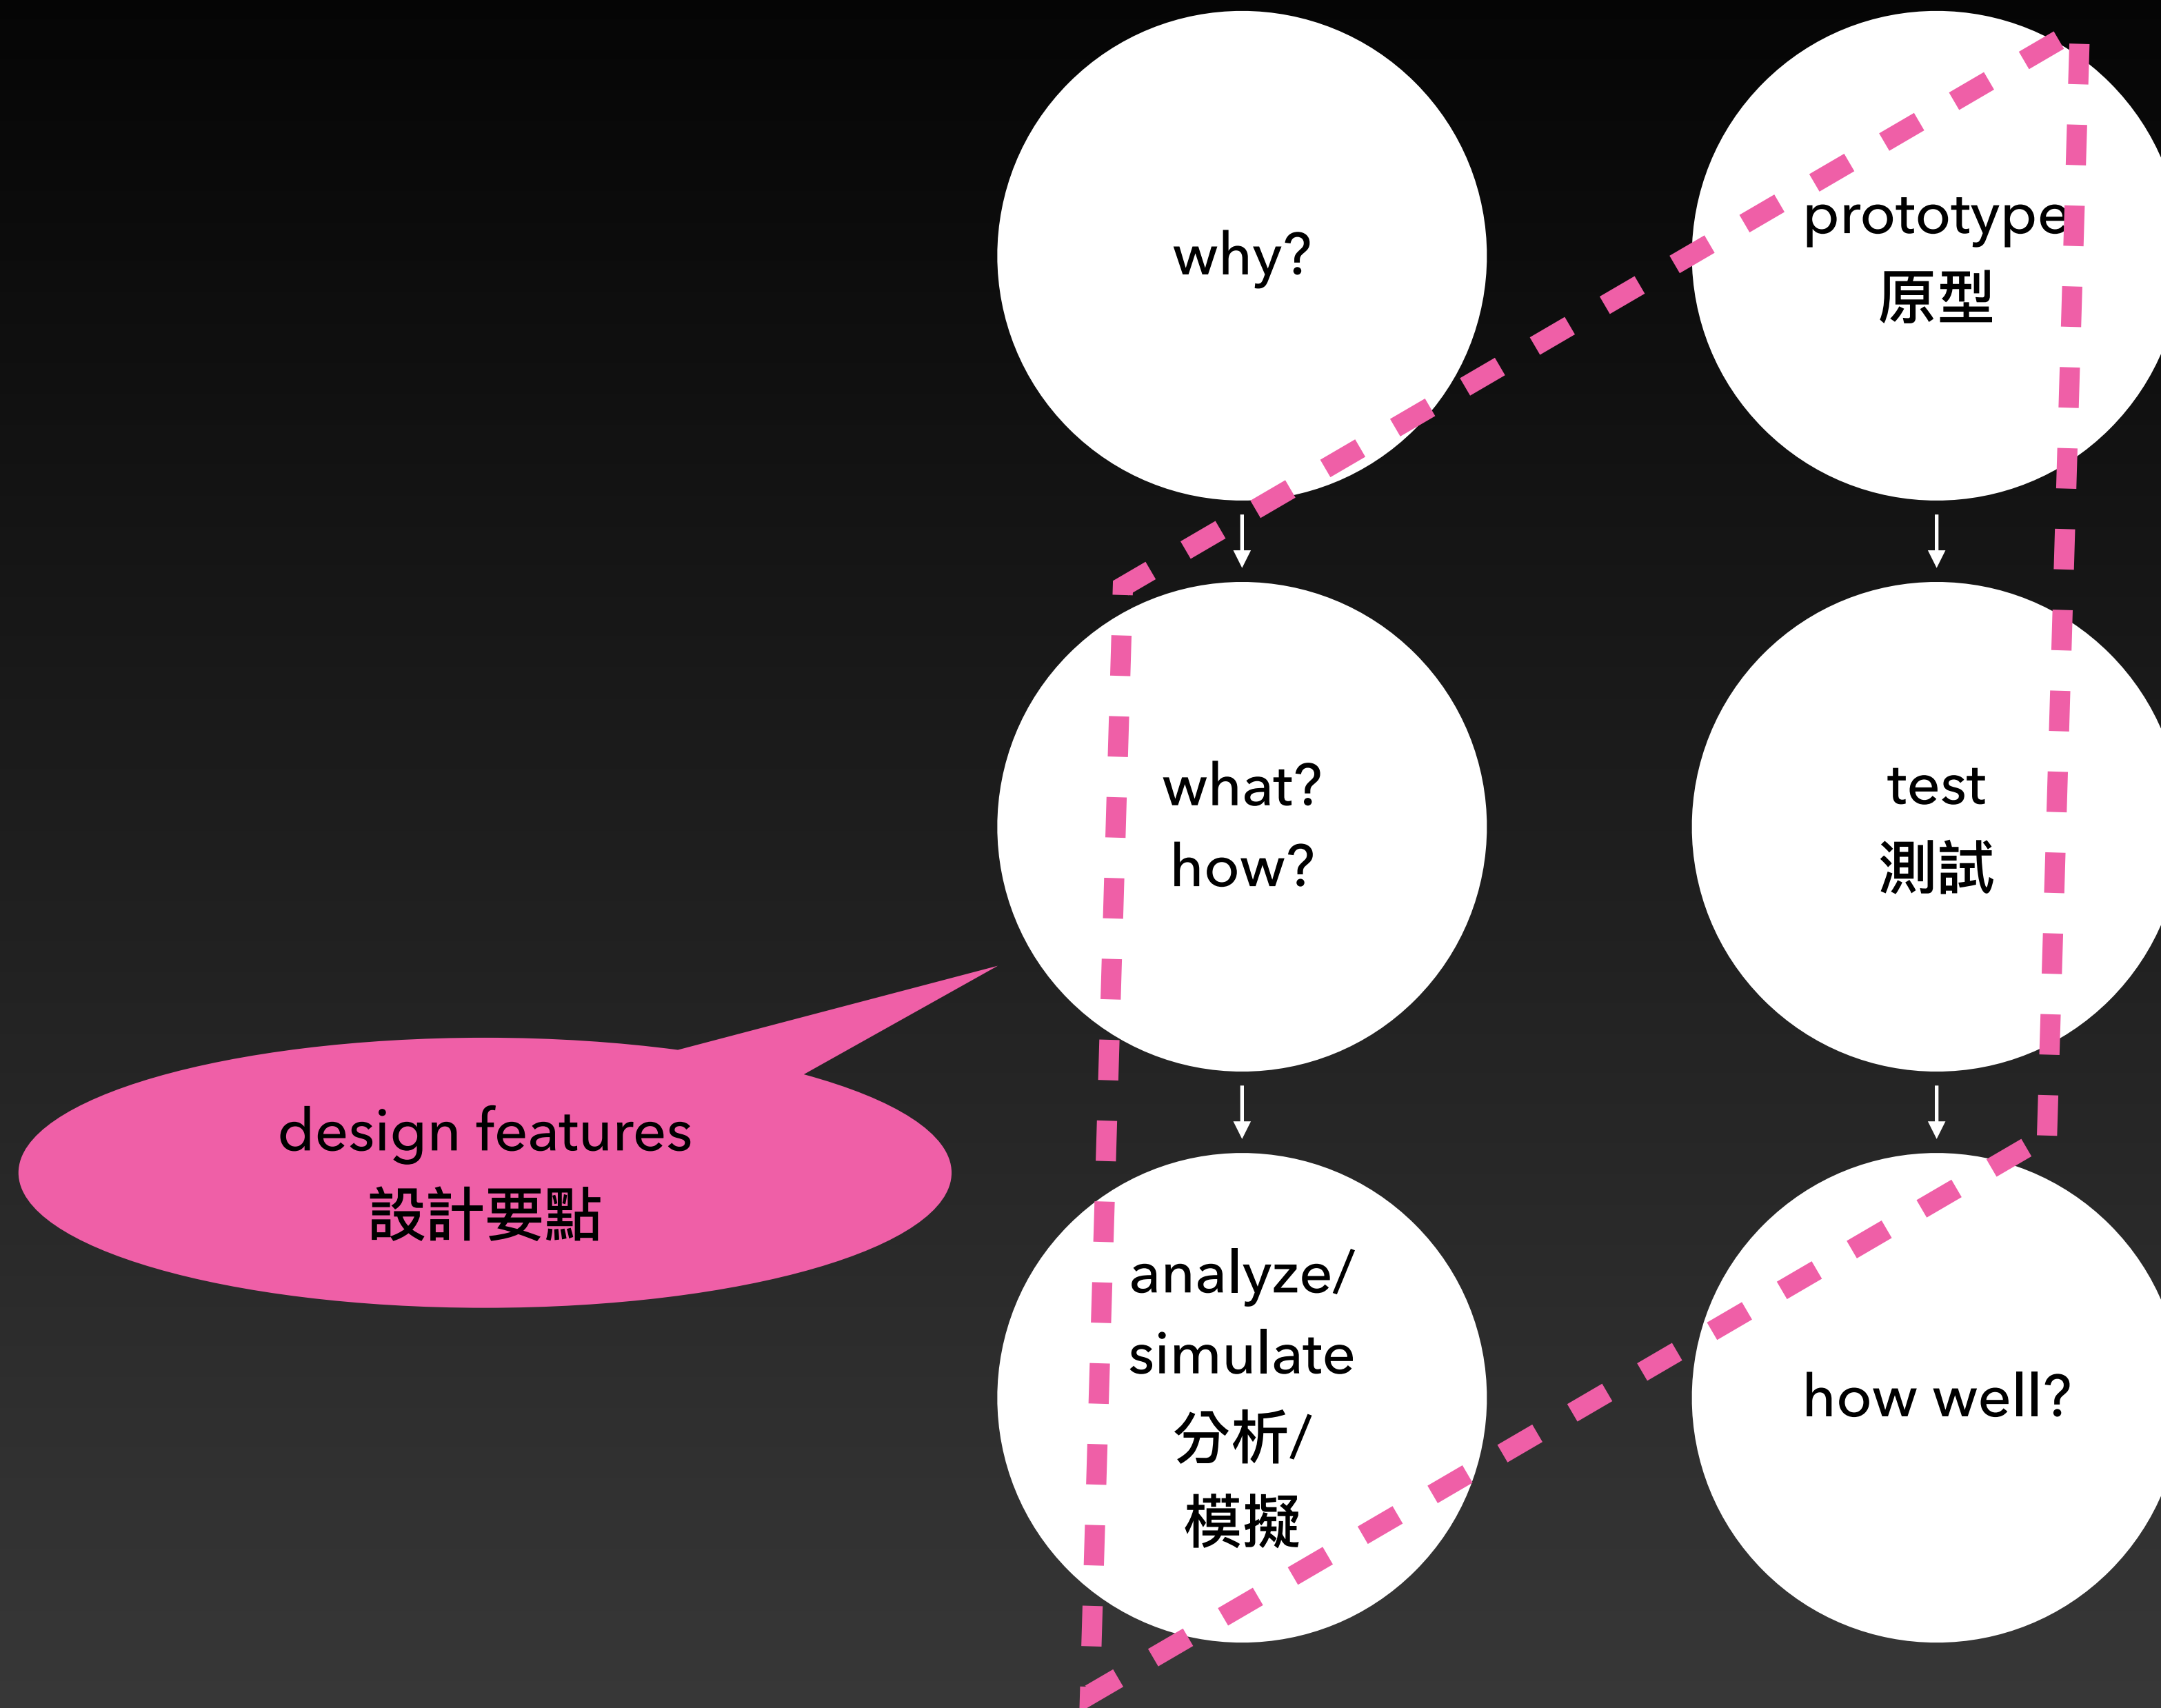 why?
what?
how?
analyze/
simulate
分析/
模擬
prototype
原型
test
測試
how well?
design features
設計要點